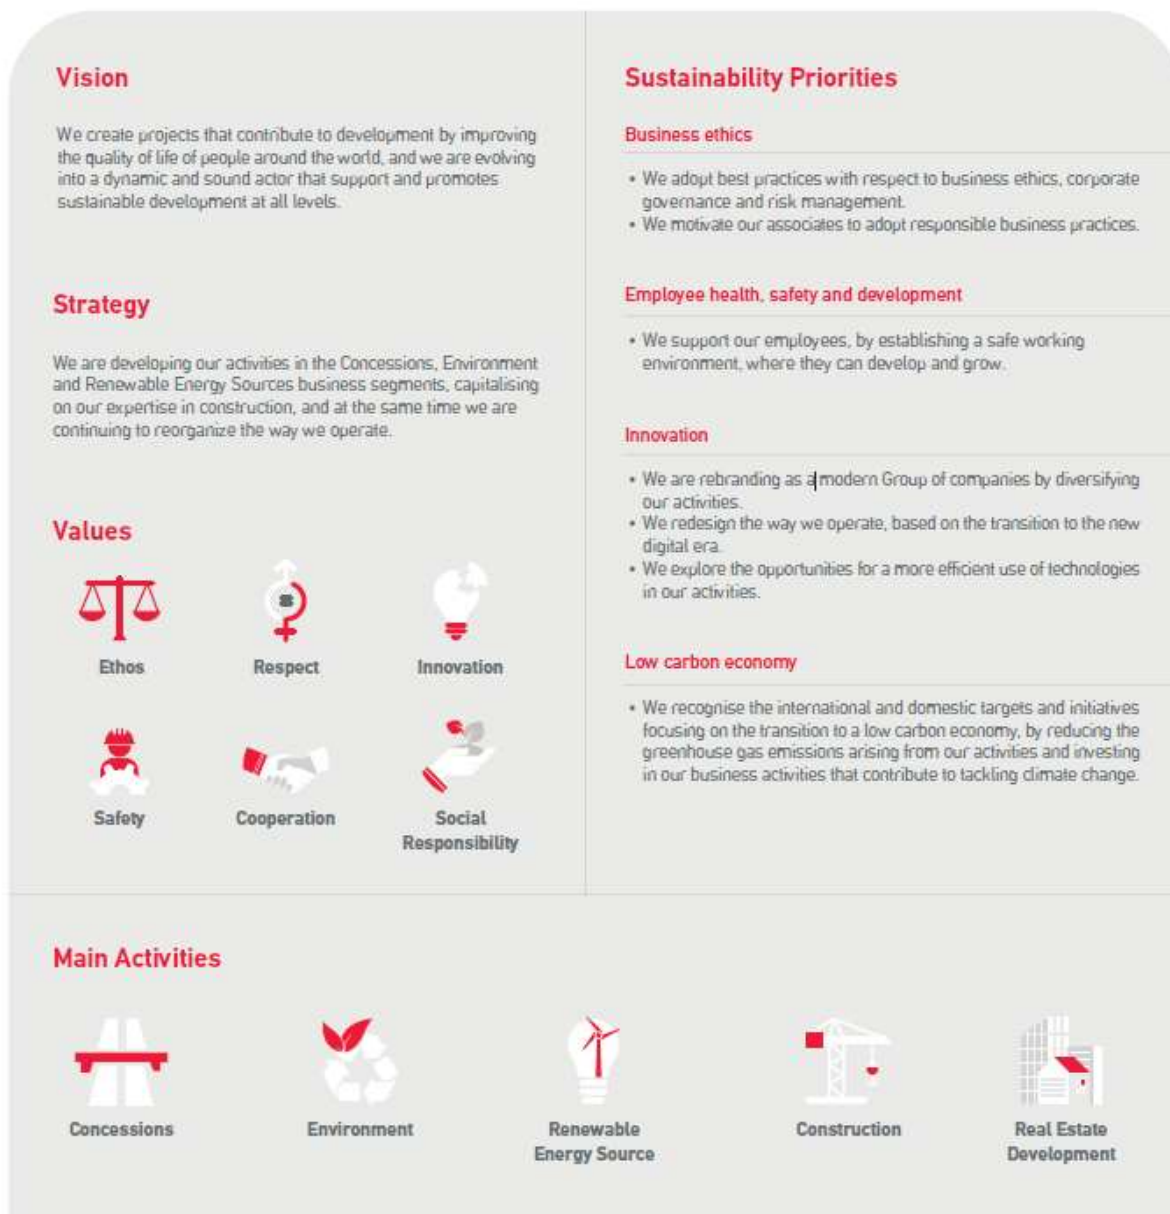 Vision
We create projects that contribute to development by improving
the quality of life of people around the world, and we are evolving
into a dynamic and sound actor that support and promotes
sustainable development at all levels.
Strategy
We are developing our activities in the Concessions, Environment
and Renewable Energy Sources business segments, capitalising
on our expertise in construction, and at the same time we are
continuing to reorganize the way we operate.
Values
Ethos
Respect
Innovation
Safety
Cooperation
Social
Responsibility
Sustainability Priorities
Business ethics
• We adopt best practices with respect to business ethics, corporate
governance and risk management.
• We motivate our associates to adopt responsible business practices.
Employee health, safety and development
• We support our employees, by establishing a safe working
environment, where they can develop and grow.
Innovation
• We are rebranding as a modern Group of companies by diversifying
our activities.
• We redesign the way we operate, based on the transition to the new
digital era.
• We explore the opportunities for a more efficient use of technologies
in our activities.
Low carbon economy
• We recognise the international and domestic targets and initiatives
focusing on the transition to a low carbon economy, by reducing the
greenhouse gas emissions arising from our activities and investing
in our business activities that contribute to tackling climate change.
Main Activities
Concessions
Environment
Renewable
Energy Source
Construction
Real Estate
Development